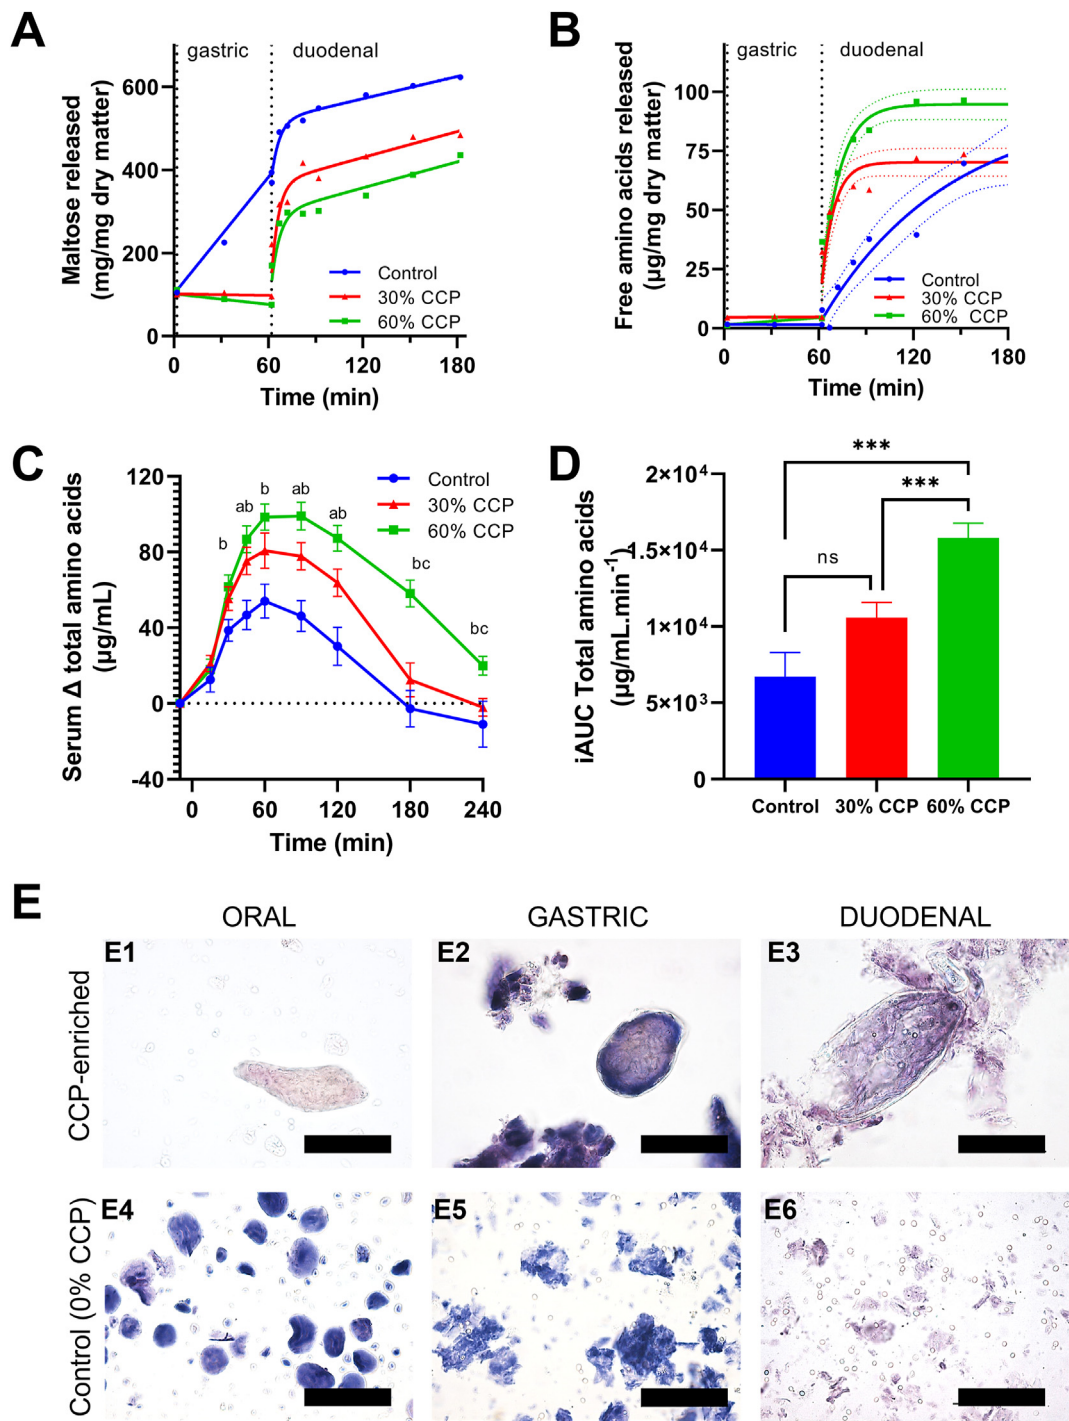 A
gastric
duodenal
Maltose released
(mg/mg dry matter)
600
400
200
0
0
60
120
180
Time (min)
Control
30% CCP
60% CCP
B
gastric
duodenal
Free amino acids released
(µg/mg dry matter)
100
75
50
25
0
0
60
120
180
Time (min)
Control
30% CCP
60% CCP
C
Serum Δ total amino acids
(µg/mL)
120
80
40
0
-40
0
60
120
180
240
Time (min)
b
ab
b
ab
ab
bc
bc
Control
30% CCP
60% CCP
D
iAUC Total amino acids
(µg/mL.min⁻¹)
2×10⁴
1.5×10⁴
1×10⁴
5×10³
0
***
***
ns
Control
30% CCP
60% CCP
E
ORAL
GASTRIC
DUODENAL
CCP-enriched
E1
E2
E3
Control (0% CCP)
E4
E5
E6